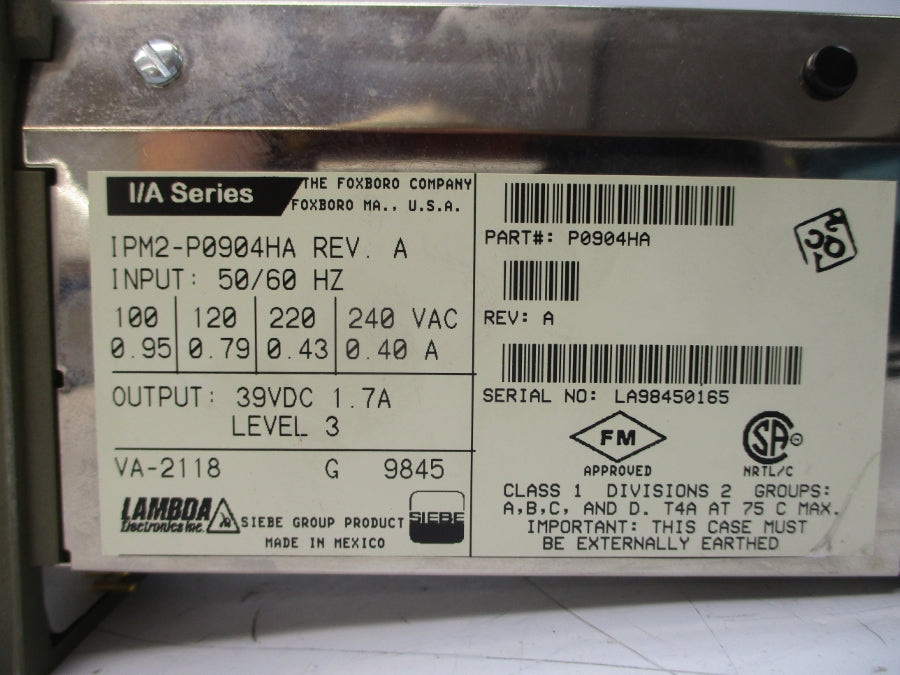 I/A Series
THE FOXBORO COMPANY
FOXBORO MA., U.S.A.
IPM2-P0904HA REV. A
INPUT: 50/60 HZ
100 120 220 240 VAC
0.95 0.79 0.43 0.40 A
OUTPUT: 39VDC 1.7A
LEVEL 3
VA-2118 G 9845
LAMBDA
Electronics Inc.
SIEBE GROUP PRODUCT
SIEBE
MADE IN MEXICO
PART#: P0904HA
REV: A
SERIAL NO: LA98450165
FM
APPROVED
SA
NRTL/C
CLASS 1 DIVISIONS 2 GROUPS:
A,B,C, AND D. T4A AT 75 C MAX.
IMPORTANT: THIS CASE MUST
BE EXTERNALLY EARTHED